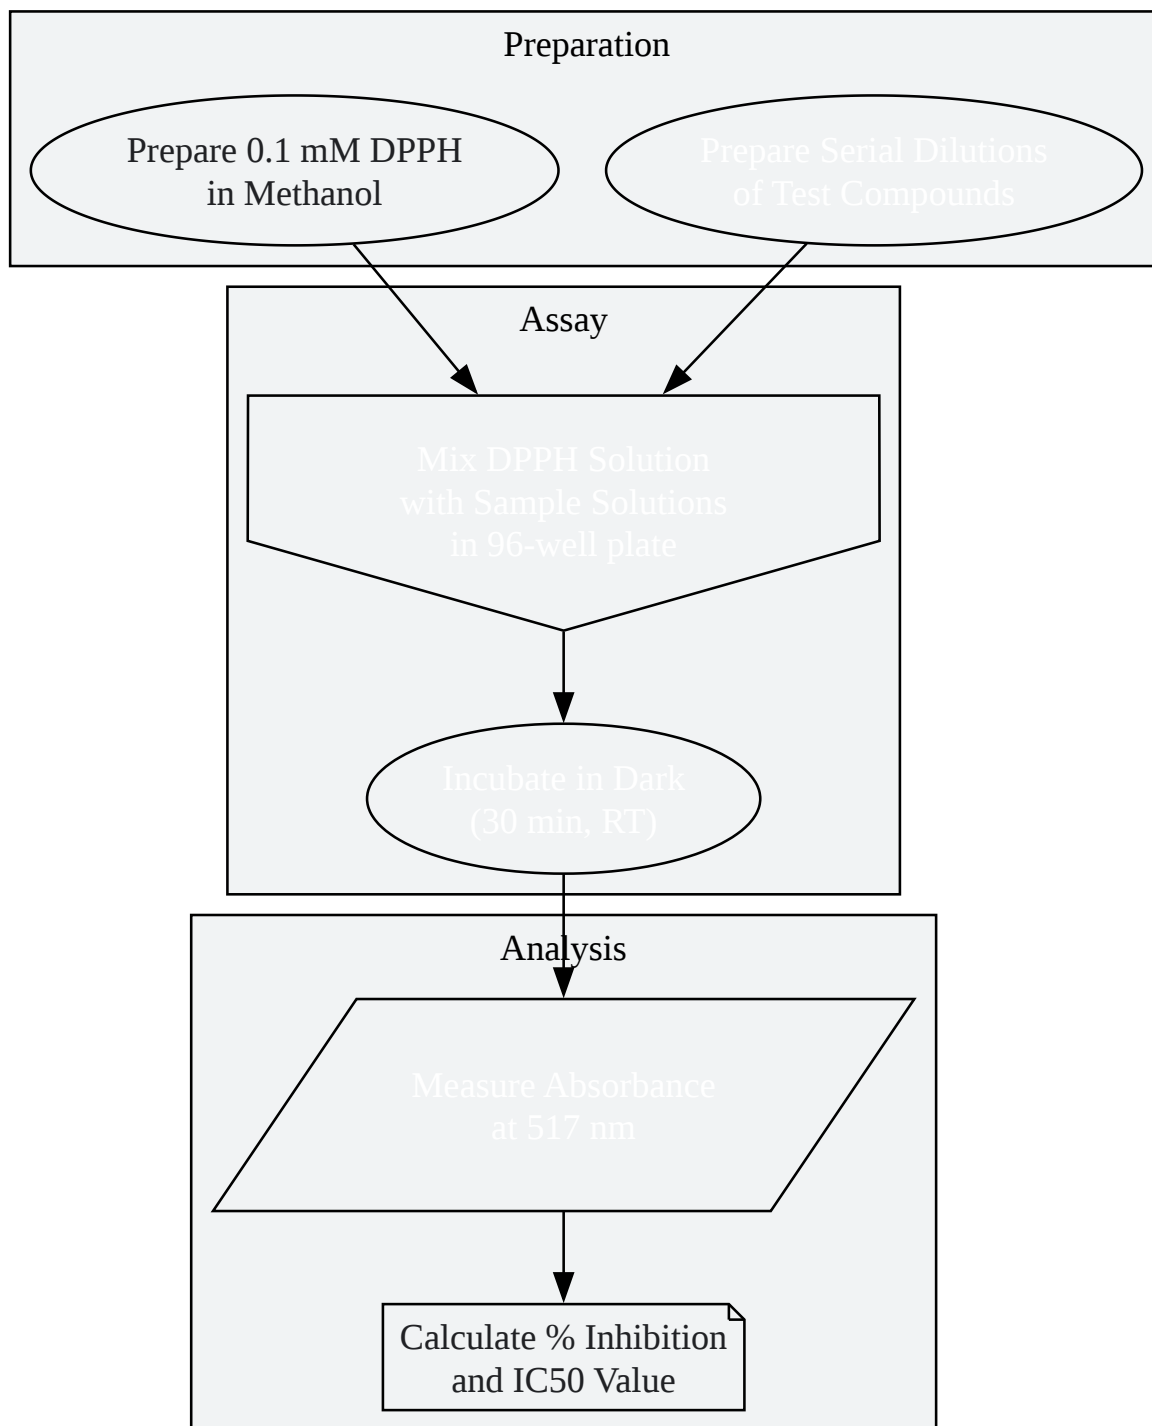 Preparation
Prepare 0.1 mM DPPH
in Methanol
Prepare Serial Dilutions
of Test Compounds
Assay
Mix DPPH Solution
with Sample Solutions
in 96-well plate
Incubate in Dark
(30 min, RT)
Analysis
Measure Absorbance
at 517 nm
Calculate % Inhibition
and IC50 Value